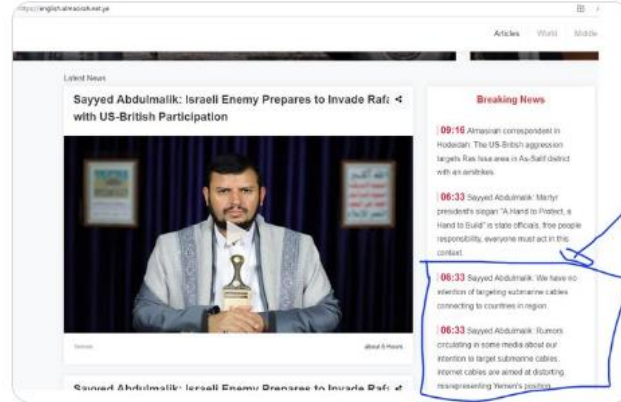 https://english.almasirah.net.ye
Articles World Middle
Latest News
Sayyed Abdulmalik: Israeli Enemy Prepares to Invade Rafa
with US-British Participation
about 5 Hours
Sayyed Abdulmalik: Israeli Enemy Prepares to Invade Rafa
Breaking News
09:16 Almasirah correspondent in
Hodeidah: The US-British aggression
targets Ras Issa area in As-Salif district
with an airstrikes
06:33 Sayyed Abdulmalik: Martyr
president's slogan "A Hand to Protect, a
Hand to Build" is state officials, free people
responsibility, everyone must act in this
context
06:33 Sayyed Abdulmalik: We have no
intention of targeting submarine cables
connecting to countries in region
06:33 Sayyed Abdulmalik: Rumors
circulating in some media about our
intention to target submarine cables,
internet cables are aimed at distorting,
misrepresenting Yemen's position